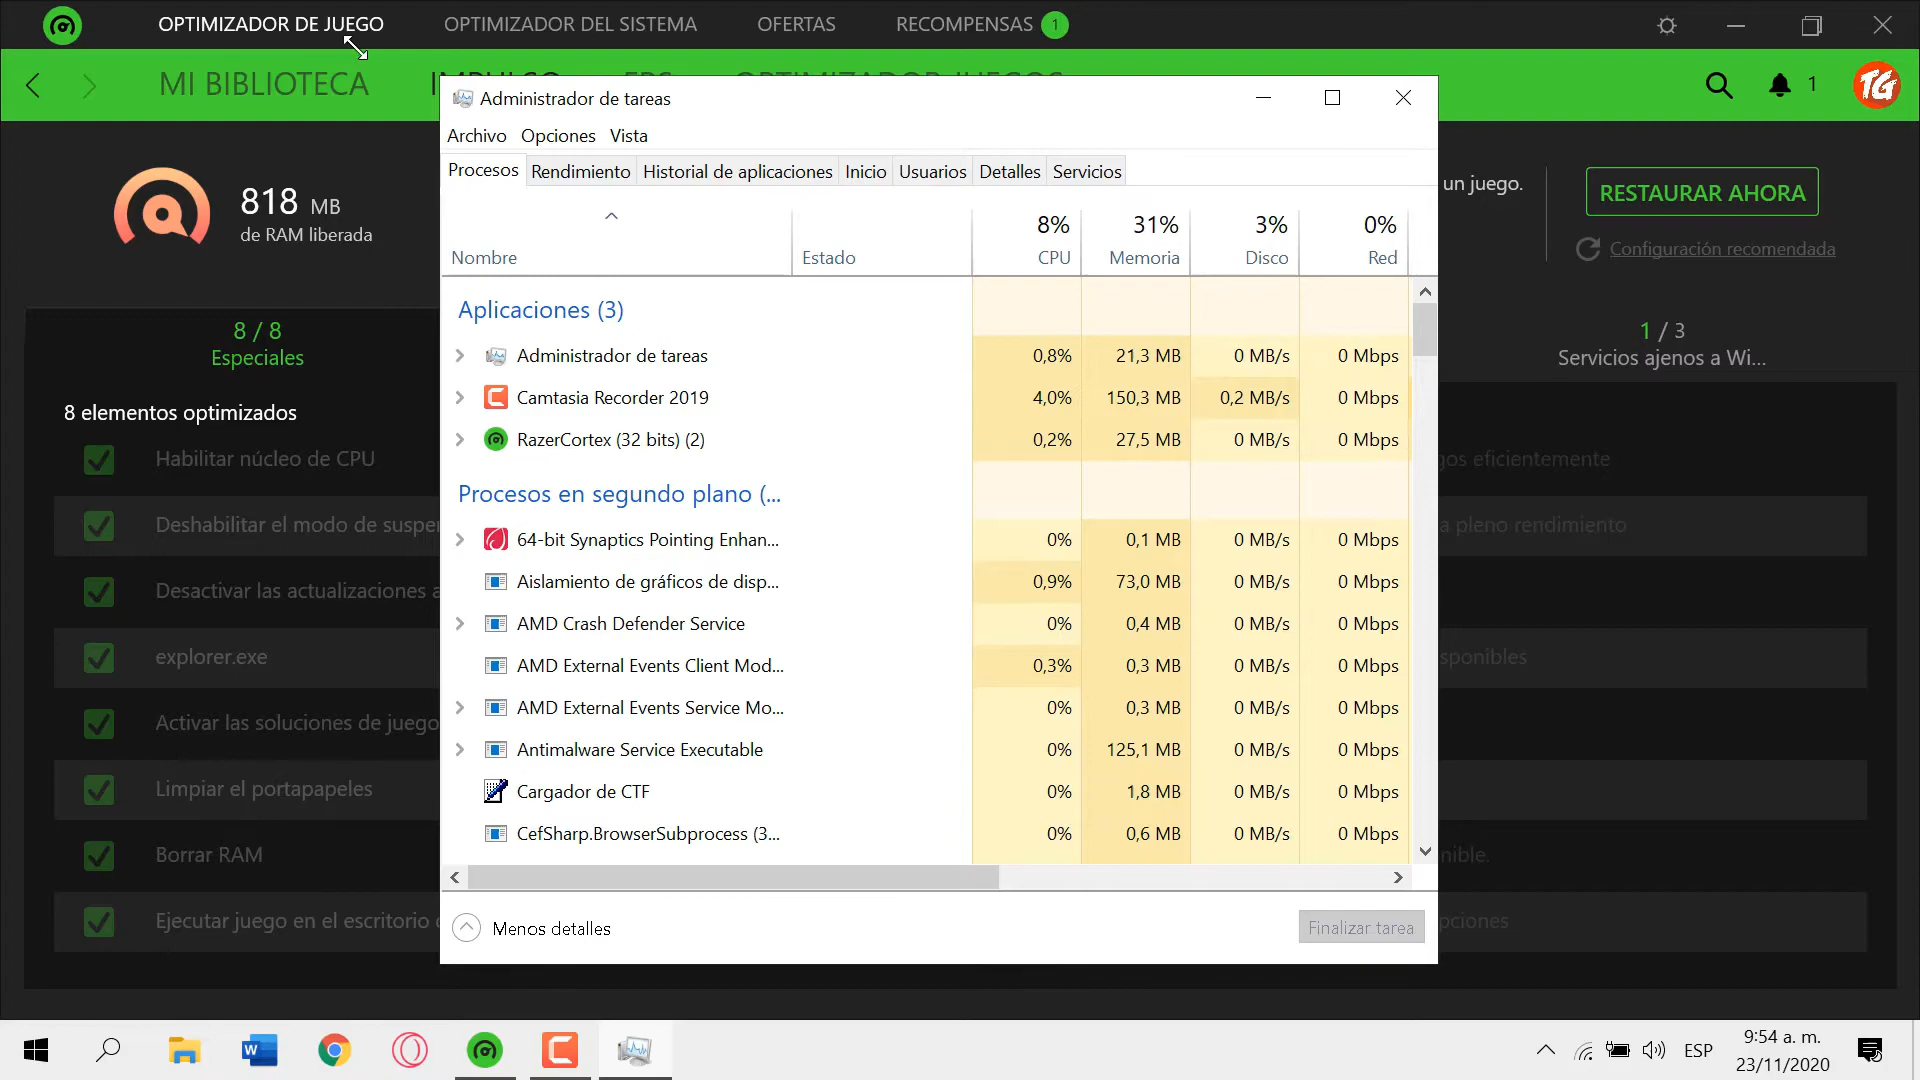 OPTIMIZADOR DE JUEGO OPTIMIZADOR DEL SISTEMA OFERTAS RECOMPENSAS 1
MI BIBLIOTECA IMPULSO FPS OPTIMIZADOR JUEGOS 1 TG
Administrador de tareas
Archivo Opciones Vista
Procesos Rendimiento Historial de aplicaciones Inicio Usuarios Detalles Servicios
818 MB
de RAM liberada
un juego.
RESTAURAR AHORA
Configuración recomendada
8% 31% 3% 0%
Nombre Estado CPU Memoria Disco Red
8 / 8
Especiales
1 / 3
Servicios ajenos a Wi...
8 elementos optimizados
Habilitar núcleo de CPU
Deshabilitar el modo de suspe
Desactivar las actualizaciones a
explorer.exe
Activar las soluciones de juego
Limpiar el portapapeles
Borrar RAM
Ejecutar juego en el escritorio
Aplicaciones (3)
Administrador de tareas 0,8% 21,3 MB 0 MB/s 0 Mbps
Camtasia Recorder 2019 4,0% 150,3 MB 0,2 MB/s 0 Mbps
RazerCortex (32 bits) (2) 0,2% 27,5 MB 0 MB/s 0 Mbps
Procesos en segundo plano (...
64-bit Synaptics Pointing Enhan... 0% 0,1 MB 0 MB/s 0 Mbps
Aislamiento de gráficos de disp... 0,9% 73,0 MB 0 MB/s 0 Mbps
AMD Crash Defender Service 0% 0,4 MB 0 MB/s 0 Mbps
AMD External Events Client Mod... 0,3% 0,3 MB 0 MB/s 0 Mbps
AMD External Events Service Mo... 0% 0,3 MB 0 MB/s 0 Mbps
Antimalware Service Executable 0% 125,1 MB 0 MB/s 0 Mbps
Cargador de CTF 0% 1,8 MB 0 MB/s 0 Mbps
CefSharp.BrowserSubprocess (3... 0% 0,6 MB 0 MB/s 0 Mbps
gos eficientemente
a pleno rendimiento
sponibles
nible.
pciones
Menos detalles
Finalizar tarea
ESP
9:54 a. m.
23/11/2020